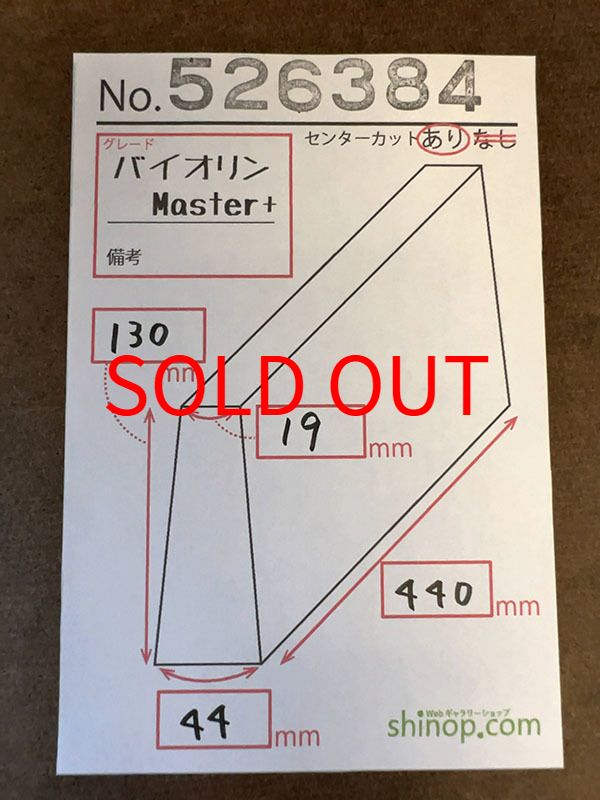 No.526384
センターカット あり なし
グレード
バイオリン
Master+
備考
130
mm
SOLD OUT
19 mm
440 mm
44 mm
Webギャラリーショップ
shinop.com